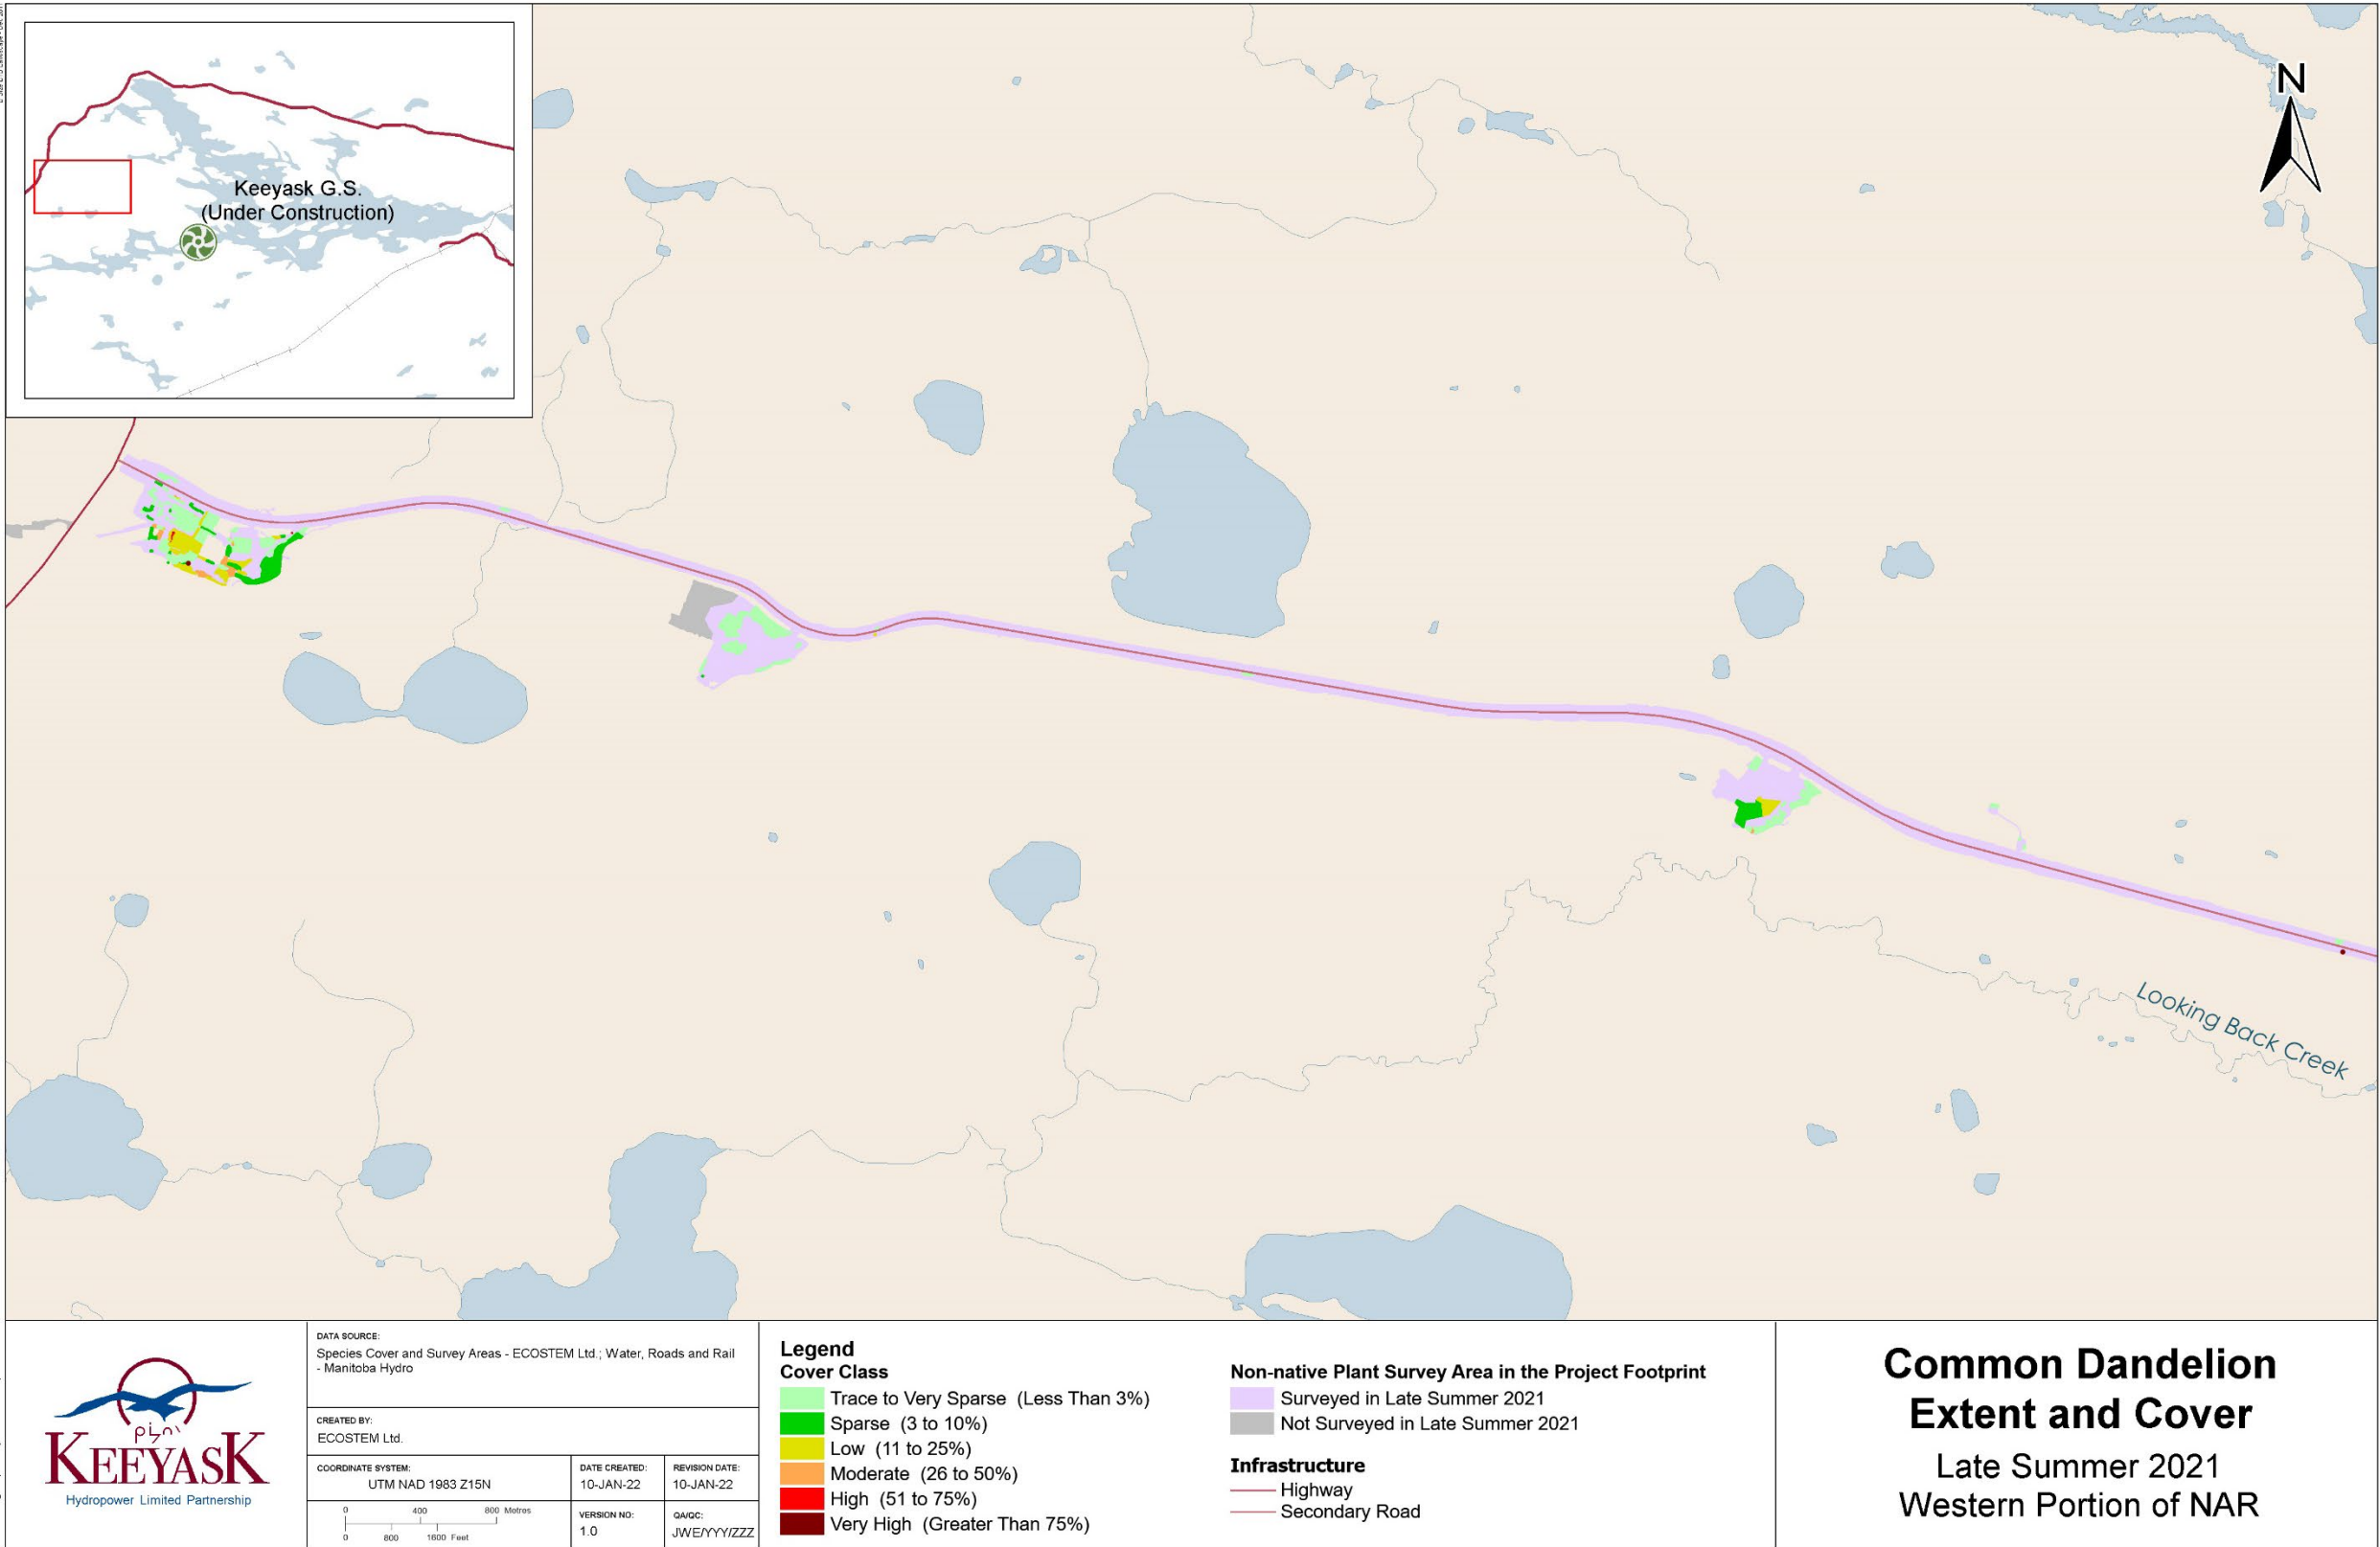 Keeyask G.S.
(Under Construction)
N
Looking Back Creek
KEEYASK
Hydropower Limited Partnership
DATA SOURCE:
Species Cover and Survey Areas - ECOSTEM Ltd.; Water, Roads and Rail
- Manitoba Hydro
CREATED BY:
ECOSTEM Ltd.
COORDINATE SYSTEM:
UTM NAD 1983 Z15N
DATE CREATED:
10-JAN-22
REVISION DATE:
10-JAN-22
0 400 800 Metres
0 800 1600 Feet
VERSION NO:
1.0
QA/QC:
JWE/YYY/ZZZ
Legend
Cover Class
Trace to Very Sparse (Less Than 3%)
Sparse (3 to 10%)
Low (11 to 25%)
Moderate (26 to 50%)
High (51 to 75%)
Very High (Greater Than 75%)
Non-native Plant Survey Area in the Project Footprint
Surveyed in Late Summer 2021
Not Surveyed in Late Summer 2021
Infrastructure
Highway
Secondary Road
Common Dandelion
Extent and Cover
Late Summer 2021
Western Portion of NAR